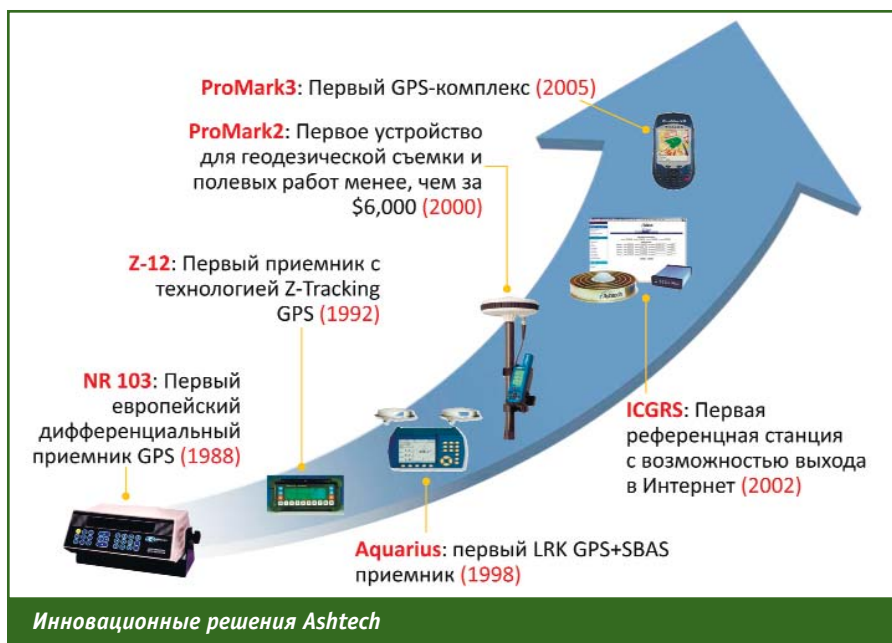 ProMark3: Первый GPS-комплекс (2005)
ProMark2: Первое устройство
для геодезической съемки и
полевых работ менее, чем за
$6,000 (2000)
Z-12: Первый приемник с
технологией Z-Tracking
GPS (1992)
NR 103: Первый
европейский
дифференциальный
приемник GPS (1988)
ICGRS: Первая
референцная станция
с возможностью выхода
в Интернет (2002)
Aquarius: первый LRK GPS+SBAS
приемник (1998)
Инновационные решения Ashtech